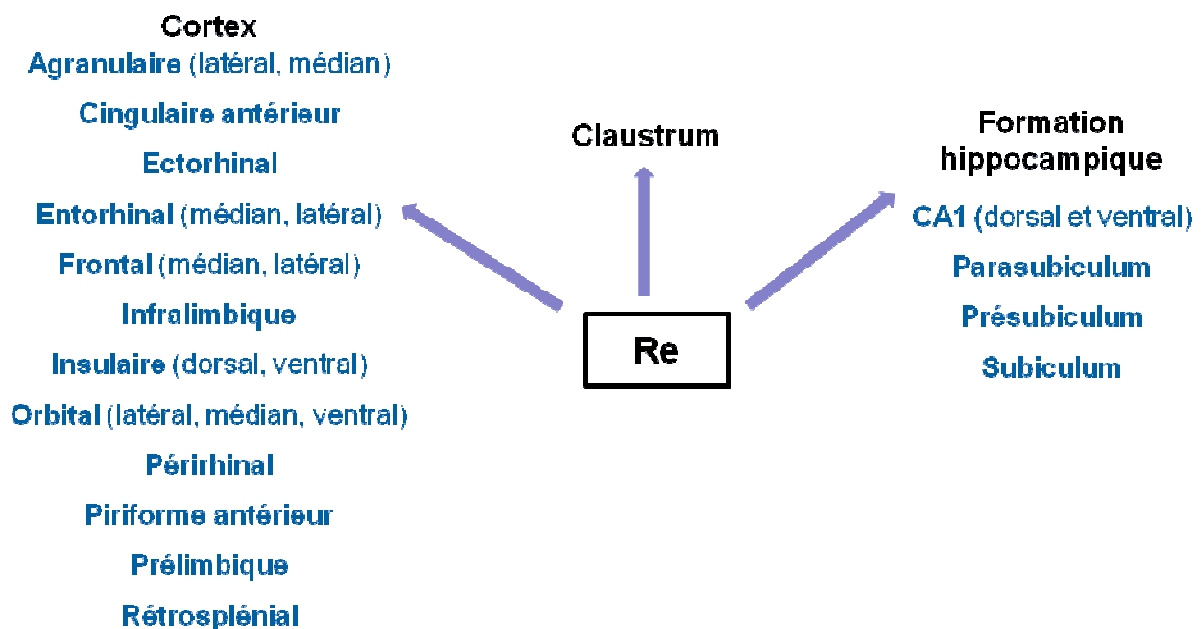 Cortex
Agranulaire (latéral, médian)
Cingulaire antérieur
Ectorhinal
Entorhinal (médian, latéral)
Frontal (médian, latéral)
Infralimbique
Insulaire (dorsal, ventral)
Orbital (latéral, médian, ventral)
Périrhinal
Piriforme antérieur
Prélimbique
Rétrosplénial
Claustrum
Re
Formation
hippocampique
CA1 (dorsal et ventral)
Parasubiculum
Présubiculum
Subiculum